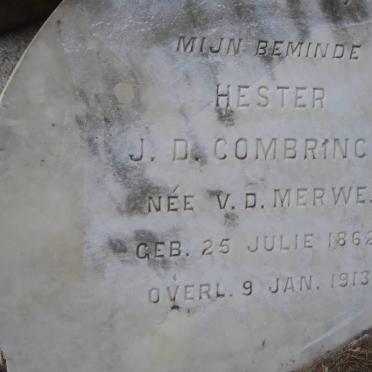 MIJN BEMINDE
HESTER
J. D. COMBRINC
NÉE V. D. MERWE.
GEB. 25 JULIE 1862
OVERL. 9 JAN. 1913